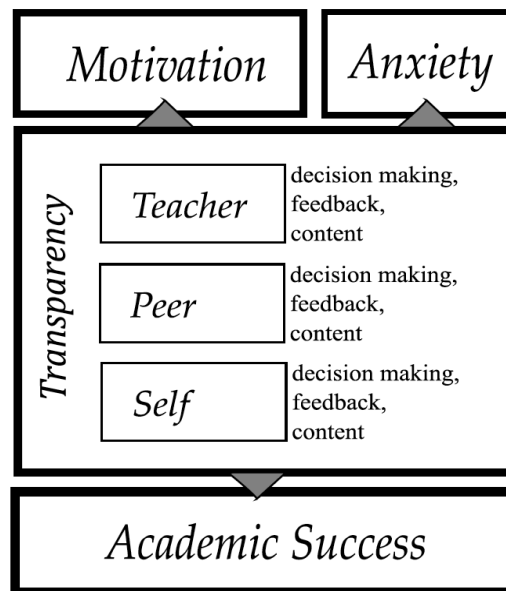 Motivation
Anxiety
Transparency
Teacher
decision making,
feedback,
content
Peer
decision making,
feedback,
content
Self
decision making,
feedback,
content
Academic Success